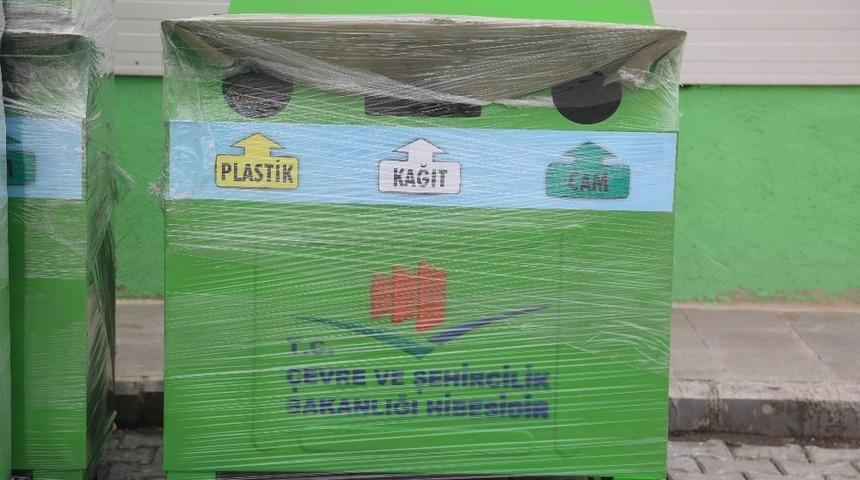 PLASTİK
KAĞIT
CAM
T.C.
ÇEVRE VE ŞEHİRCİLİK
BAKANLIĞI HİBESİDİR